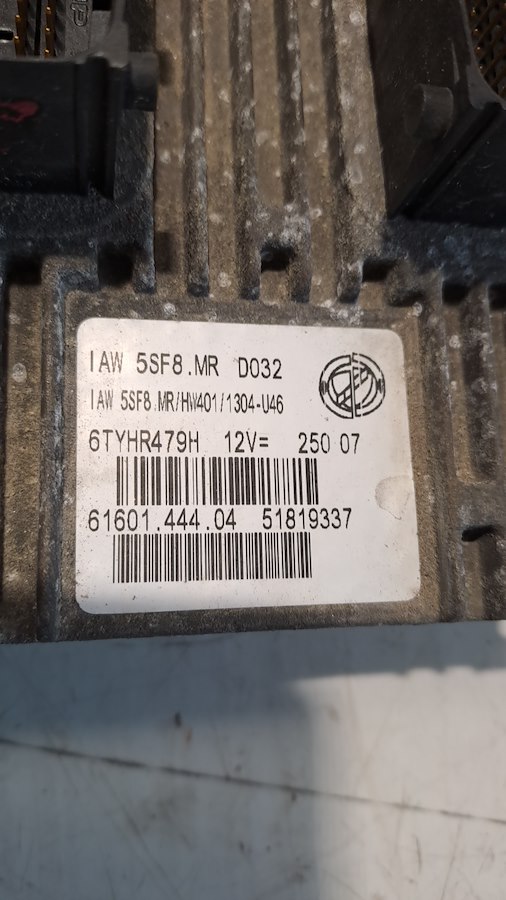 IAW 5SF8.MR D032
IAW 5SF8.MR/HW401/1304-U46
6TYHR479H 12V= 250 07
61601.444.04 51819337